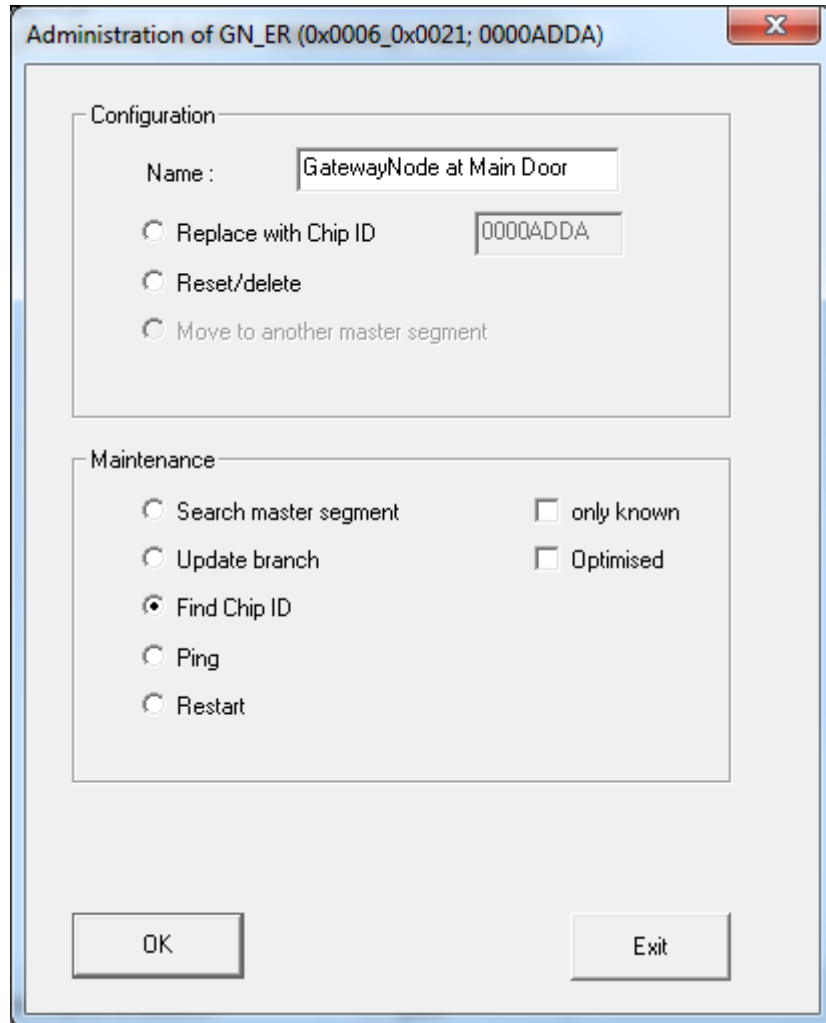 Administration of GN_ER (0x0006_0x0021; 0000ADDA)
Configuration
Name : GatewayNode at Main Door
Replace with Chip ID 0000ADDA
Reset/delete
Move to another master segment
Maintenance
Search master segment only known
Update branch Optimised
Find Chip ID
Ping
Restart
OK Exit